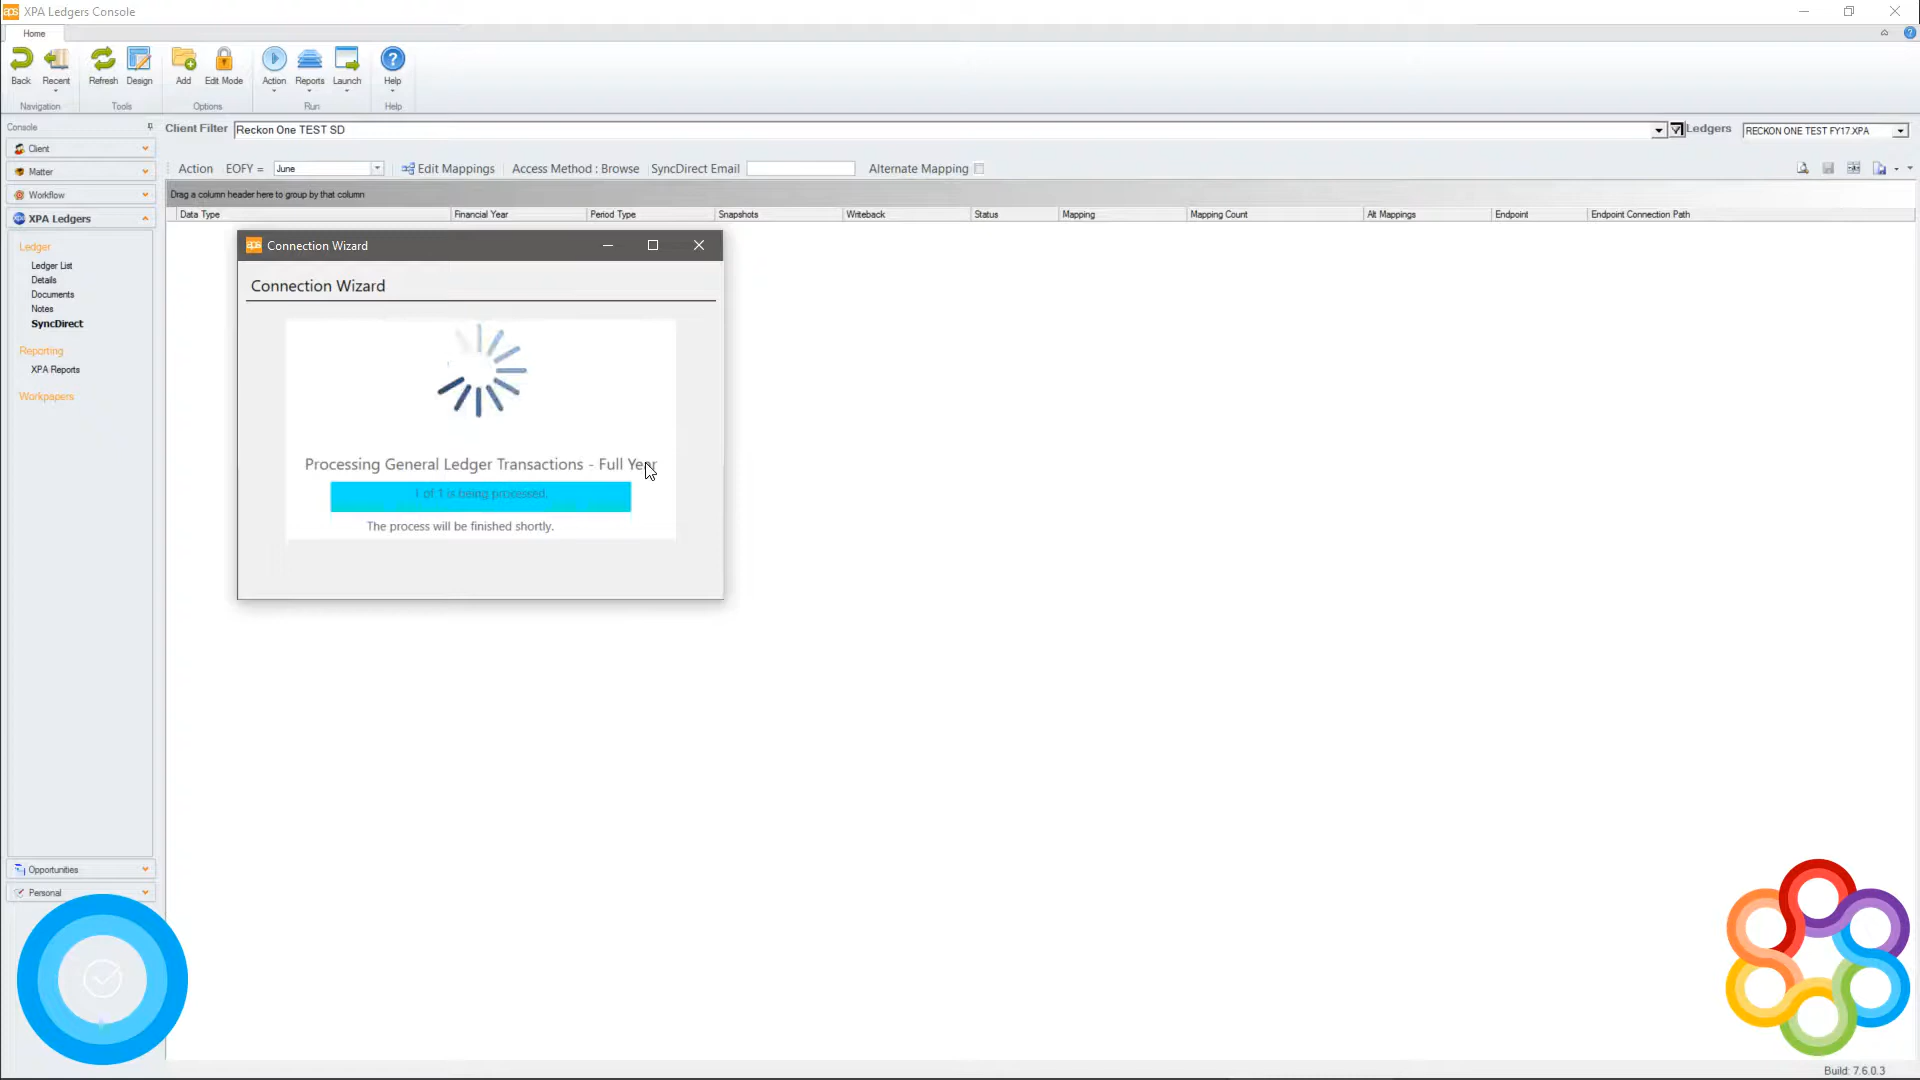 aps XPA Ledgers Console
Home
Back Recent Refresh Design Add Edit Mode Action Reports Launch Help
Navigation Tools Options Run Help
Console
Client Filter Reckon One TEST SD Ledgers RECKON ONE TEST FY17.XPA
Client
Matter
Workflow
XPA Ledgers
Ledger
Ledger List
Details
Documents
Notes
SyncDirect
Reporting
XPA Reports
Workpapers
Opportunities
Personal
Action EOFY = June Edit Mappings Access Method : Browse SyncDirect Email Alternate Mapping
Drag a column header here to group by that column
Data Type Financial Year Period Type Snapshots Writeback Status Mapping Mapping Count Alt Mappings Endpoint Endpoint Connection Path
aps Connection Wizard
Connection Wizard
Processing General Ledger Transactions - Full Year
1 of 1 is being processed.
The process will be finished shortly.
Build: 7.6.0.3